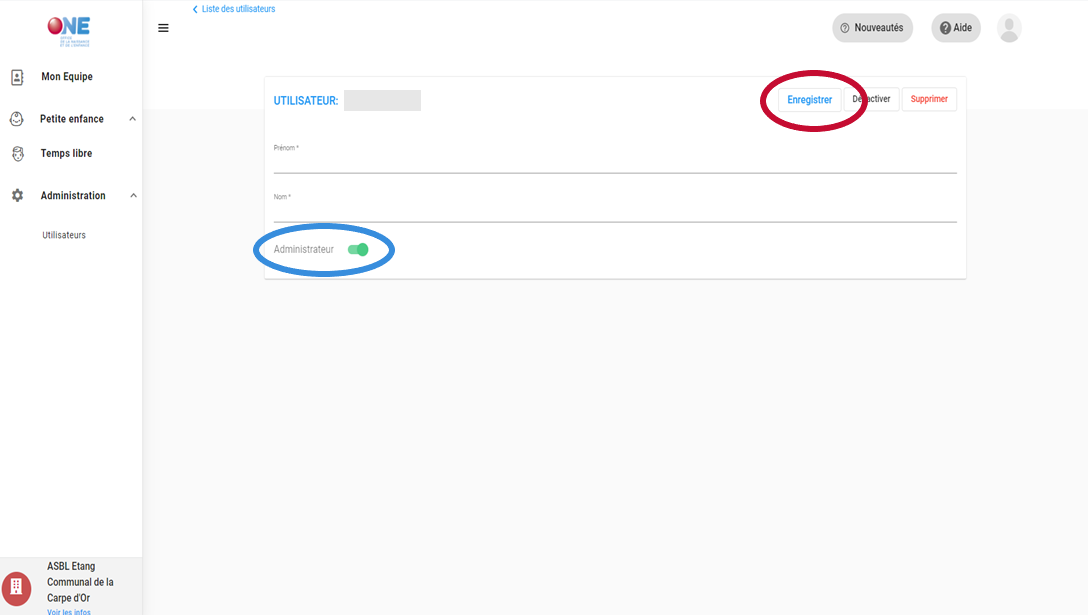 Liste des utilisateurs
ONE
OFFICE
DE LA NAISSANCE
ET DE L'ENFANCE
Nouveautés
Aide
Mon Equipe
Petite enfance
Temps libre
Administration
Utilisateurs
UTILISATEUR:
Enregistrer
Désactiver
Supprimer
Prénom *
Nom *
Administrateur
ASBL Etang
Communal de la
Carpe d'Or
Voir les infos